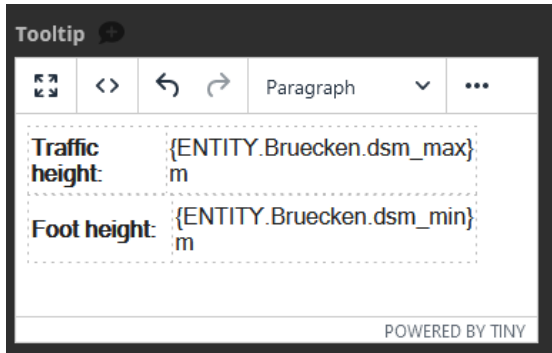 Tooltip
Paragraph
Traffic {ENTITY.Bruecken.dsm_max}
height: m
Foot height: {ENTITY.Bruecken.dsm_min}
m
POWERED BY TINY